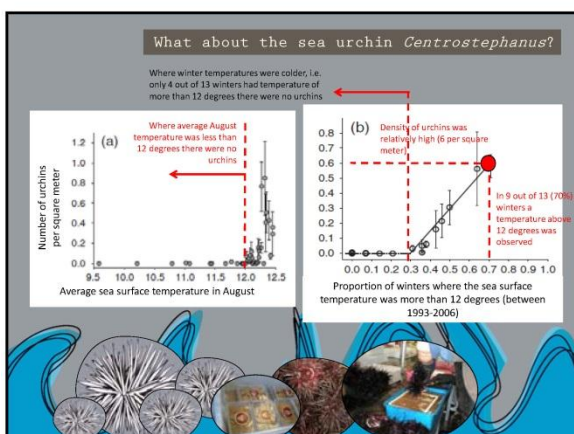 What about the sea urchin Centrostephanus?
Where winter temperatures were colder, i.e.
only 4 out of 13 winters had temperature of
more than 12 degrees there were no urchins
(a)
Where average August
temperature was less than
12 degrees there were no
urchins
Number of urchins
per square meter
1.2
1.0
0.8
0.6
0.4
0.2
0.0
9.5 10.0 10.5 11.0 11.5 12.0 12.5
Average sea surface temperature in August
(b)
Density of urchins was
relatively high (6 per square
meter)
0.8
0.7
0.6
0.5
0.4
0.3
0.2
0.1
0.0
In 9 out of 13 (70%)
winters a
temperature above
12 degrees was
observed
0.0 0.1 0.2 0.3 0.4 0.5 0.6 0.7 0.8 0.9 1.0
Proportion of winters where the sea surface
temperature was more than 12 degrees (between
1993-2006)